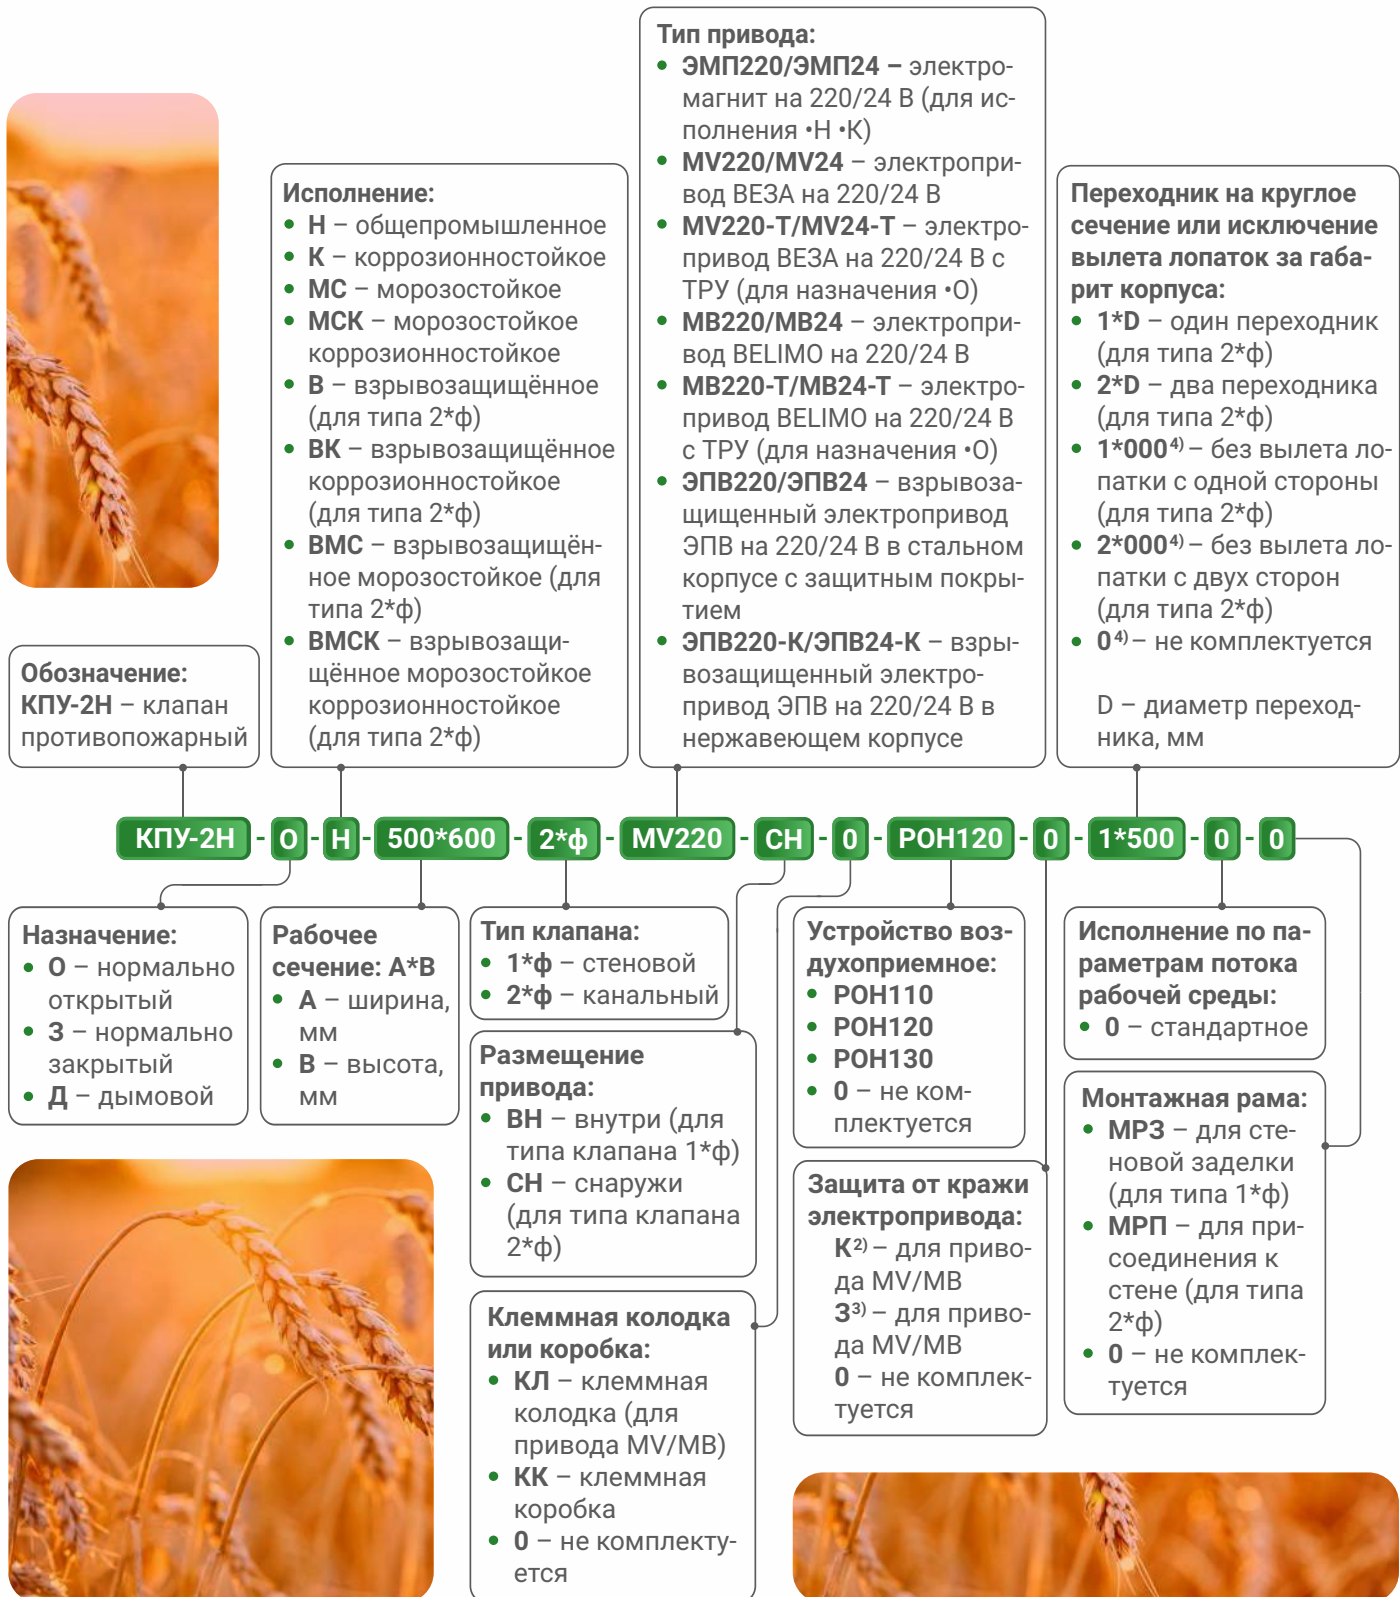 Тип привода:
ЭМП220/ЭМП24 – электро-
магнит на 220/24 В (для ис-
полнения •Н •К)
MV220/MV24 – электропри-
вод ВЕЗА на 220/24 В
MV220-Т/MV24-Т – электро-
привод ВЕЗА на 220/24 В с
ТРУ (для назначения •О)
МВ220/МВ24 – электропри-
вод BELIMO на 220/24 В
МВ220-Т/МВ24-Т – электро-
привод BELIMO на 220/24 В
с ТРУ (для назначения •О)
ЭПВ220/ЭПВ24 – взрывоза-
щищенный электропривод
ЭПВ на 220/24 В в стальном
корпусе с защитным покры-
тием
ЭПВ220-К/ЭПВ24-К – взры-
возащищенный электро-
привод ЭПВ на 220/24 В в
нержавеющем корпусе
Исполнение:
Н – общепромышленное
К – коррозионностойкое
МС – морозостойкое
МСК – морозостойкое
коррозионностойкое
В – взрывозащищённое
(для типа 2*ф)
ВК – взрывозащищённое
коррозионностойкое
(для типа 2*ф)
ВМС – взрывозащищён-
ное морозостойкое (для
типа 2*ф)
ВМСК – взрывозащи-
щённое морозостойкое
коррозионностойкое
(для типа 2*ф)
Переходник на круглое
сечение или исключение
вылета лопаток за габа-
рит корпуса:
1*D – один переходник
(для типа 2*ф)
2*D – два переходника
(для типа 2*ф)
1*000⁴⁾ – без вылета ло-
патки с одной стороны
(для типа 2*ф)
2*000⁴⁾ – без вылета ло-
патки с двух сторон
(для типа 2*ф)
0⁴⁾ – не комплектуется
D – диаметр переход-
ника, мм
Обозначение:
КПУ-2Н – клапан
противопожарный
КПУ-2Н - О - Н - 500*600 - 2*ф - MV220 - СН - 0 - РОН120 - 0 - 1*500 - 0 - 0
Назначение:
О – нормально
открытый
З – нормально
закрытый
Д – дымовой
Рабочее
сечение: А*В
А – ширина,
мм
В – высота,
мм
Тип клапана:
1*ф – стеновой
2*ф – канальный
Размещение
привода:
ВН – внутри (для
типа клапана 1*ф)
СН – снаружи
(для типа клапана
2*ф)
Клеммная колодка
или коробка:
КЛ – клеммная
колодка (для
привода MV/МВ)
КК – клеммная
коробка
0 – не комплекту-
ется
Устройство воз-
духоприемное:
РОН110
РОН120
РОН130
0 – не ком-
плектуется
Защита от кражи
электропривода:
К²⁾ – для приво-
да MV/МВ
З³⁾ – для приво-
да MV/МВ
0 – не комплек-
туется
Исполнение по па-
раметрам потока
рабочей среды:
0 – стандартное
Монтажная рама:
МРЗ – для сте-
новой заделки
(для типа 1*ф)
МРП – для при-
соединения к
стене (для типа
2*ф)
0 – не комплек-
туется